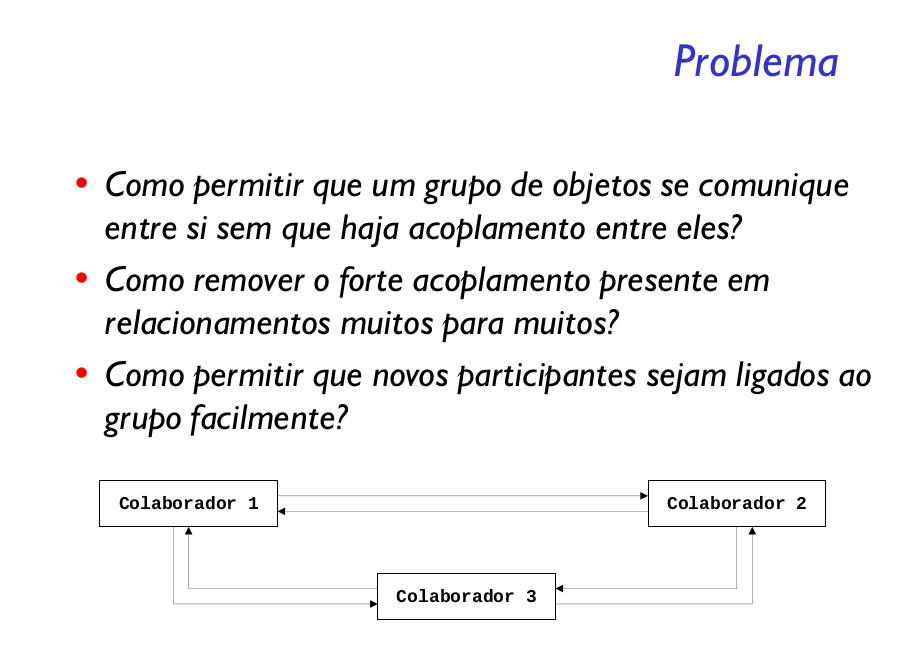 Problema
• Como permitir que um grupo de objetos se comunique
entre si sem que haja acoplamento entre eles?
• Como remover o forte acoplamento presente em
relacionamentos muitos para muitos?
• Como permitir que novos participantes sejam ligados ao
grupo facilmente?
Colaborador 1
Colaborador 2
Colaborador 3